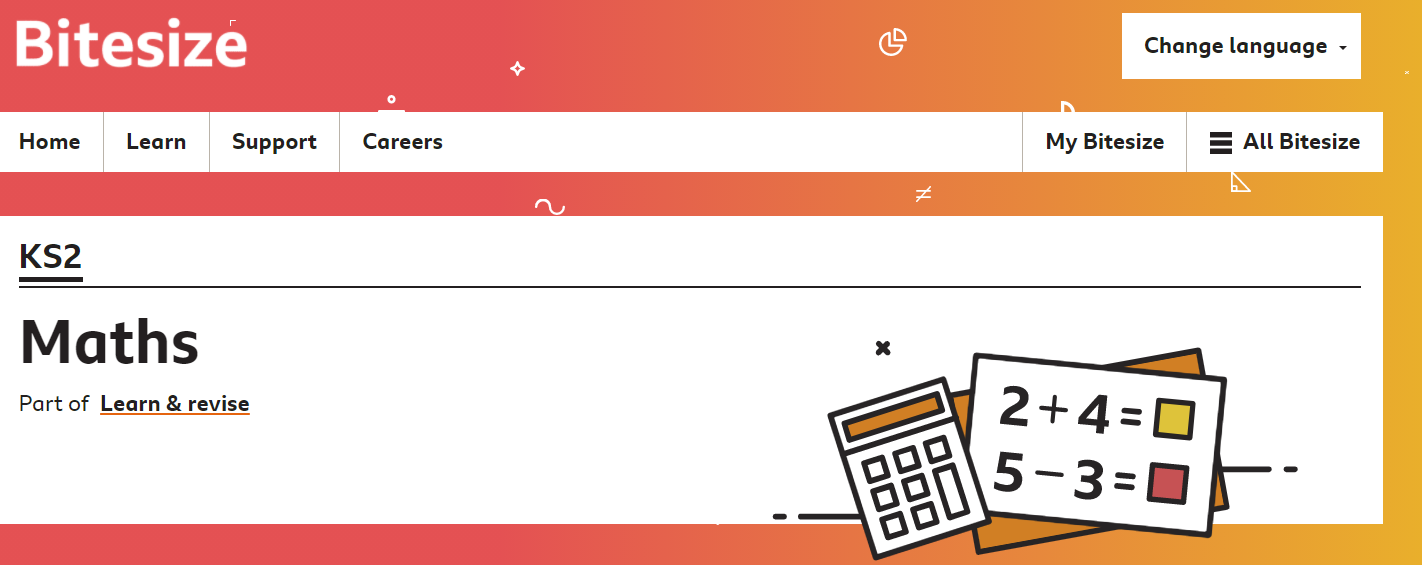 Bitesize
Change language
Home
Learn
Support
Careers
My Bitesize
All Bitesize
KS2
Maths
Part of Learn & revise
2 + 4 =
5 − 3 =